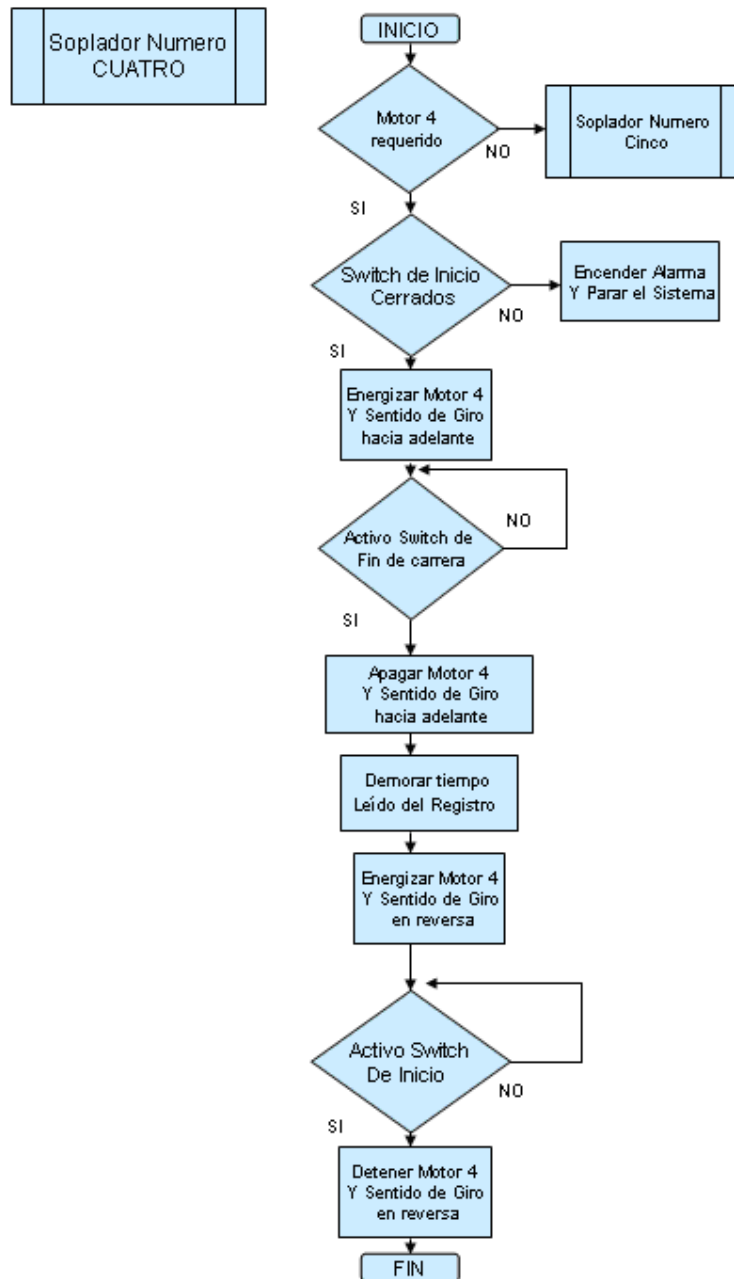 Soplador Numero
CUATRO
INICIO
Motor 4
requerido
NO
Soplador Numero
Cinco
SI
Switch de Inicio
Cerrados
NO
Encender Alarma
Y Parar el Sistema
SI
Energizar Motor 4
Y Sentido de Giro
hacia adelante
Activo Switch de
Fin de carrera
NO
SI
Apagar Motor 4
Y Sentido de Giro
hacia adelante
Demorar tiempo
Leído del Registro
Energizar Motor 4
Y Sentido de Giro
en reversa
Activo Switch
De Inicio
NO
SI
Detener Motor 4
Y Sentido de Giro
en reversa
FIN